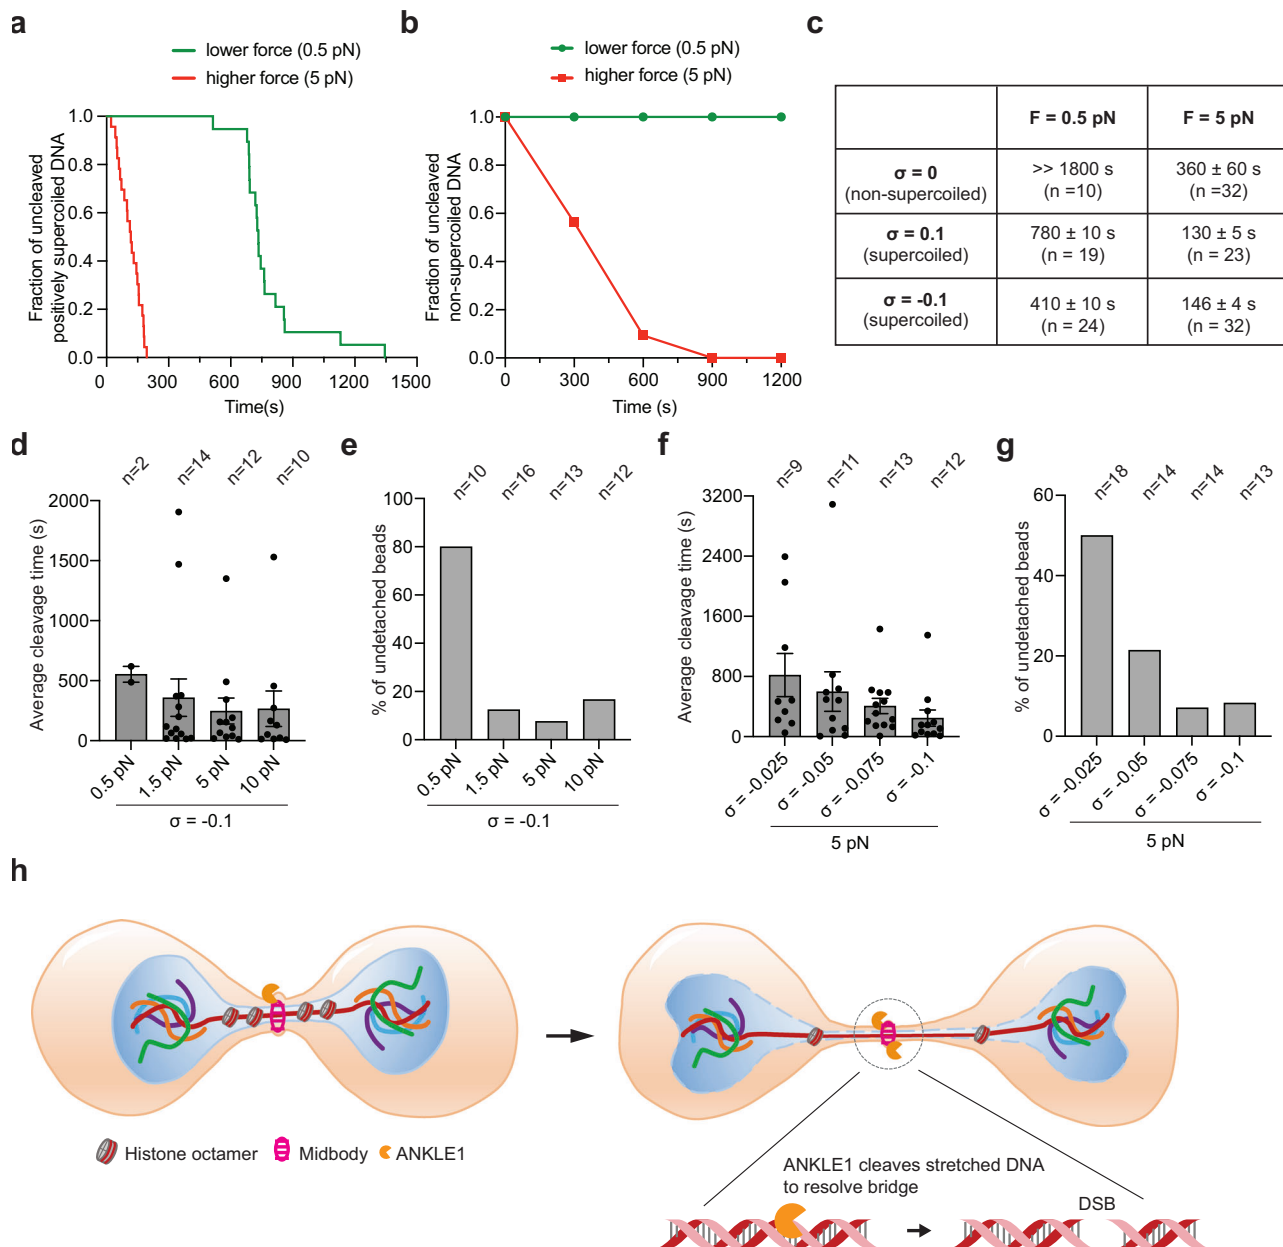 a
lower force (0.5 pN)
higher force (5 pN)
Fraction of uncleaved
positively supercoiled DNA
1.0
0.8
0.6
0.4
0.2
0.0
0
300
600
900
1200
1500
Time(s)
b
lower force (0.5 pN)
higher force (5 pN)
Fraction of uncleaved
non-supercoiled DNA
1.0
0.8
0.6
0.4
0.2
0.0
0
300
600
900
1200
Time (s)
c
F = 0.5 pN
F = 5 pN
σ = 0
(non-supercoiled)
>> 1800 s
(n =10)
360 ± 60 s
(n =32)
σ = 0.1
(supercoiled)
780 ± 10 s
(n = 19)
130 ± 5 s
(n = 23)
σ = -0.1
(supercoiled)
410 ± 10 s
(n = 24)
146 ± 4 s
(n = 32)
d
n=2
n=14
n=12
n=10
Average cleavage time (s)
2000
1500
1000
500
0
0.5 pN
1.5 pN
5 pN
10 pN
σ = -0.1
e
n=10
n=16
n=13
n=12
% of undetached beads
100
80
60
40
20
0
0.5 pN
1.5 pN
5 pN
10 pN
σ = -0.1
f
n=9
n=11
n=13
n=12
Average cleavage time (s)
3200
2400
1600
800
0
σ = -0.025
σ = -0.05
σ = -0.075
σ = -0.1
5 pN
g
n=18
n=14
n=14
n=13
% of undetached beads
60
40
20
0
σ = -0.025
σ = -0.05
σ = -0.075
σ = -0.1
5 pN
h
Histone octamer
Midbody
ANKLE1
ANKLE1 cleaves stretched DNA
to resolve bridge
DSB